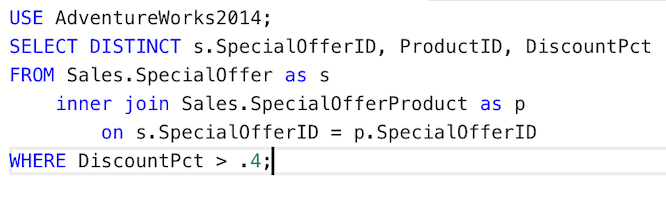 USE AdventureWorks2014;
SELECT DISTINCT s.SpecialOfferID, ProductID, DiscountPct
FROM Sales.SpecialOffer as s
    inner join Sales.SpecialOfferProduct as p
        on s.SpecialOfferID = p.SpecialOfferID
WHERE DiscountPct > .4;